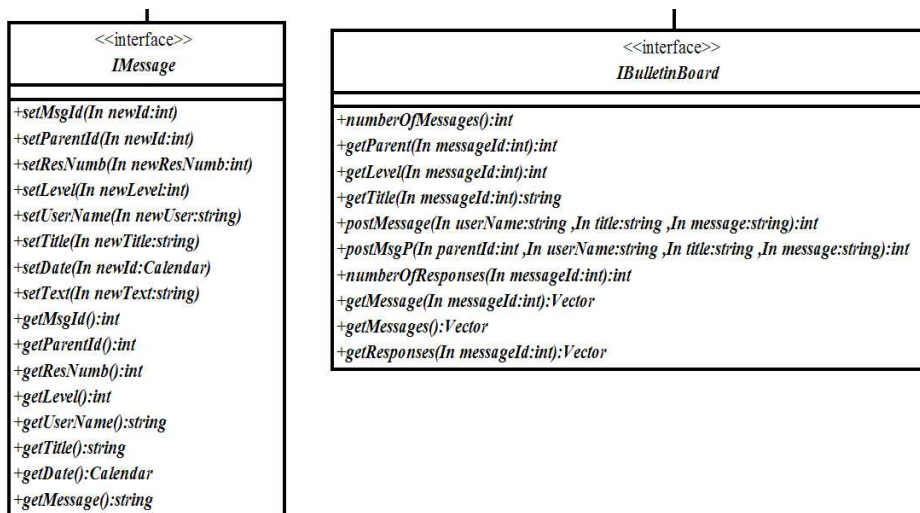 <<interface>>
IMessage
+setMsgId(In newId:int)
+setParentId(In newId:int)
+setResNumb(In newResNumb:int)
+setLevel(In newLevel:int)
+setUserName(In newUser:string)
+setTitle(In newTitle:string)
+setDate(In newId:Calendar)
+setText(In newText:string)
+getMsgId():int
+getParentId():int
+getResNumb():int
+getLevel():int
+getUserName():string
+getTitle():string
+getDate():Calendar
+getMessage():string
<<interface>>
IBulletinBoard
+numberOfMessages():int
+getParent(In messageId:int):int
+getLevel(In messageId:int):int
+getTitle(In messageId:int):string
+postMessage(In userName:string ,In title:string ,In message:string):int
+postMsgP(In parentId:int ,In userName:string ,In title:string ,In message:string):int
+numberOfResponses(In messageId:int):int
+getMessage(In messageId:int):Vector
+getMessages():Vector
+getResponses(In messageId:int):Vector